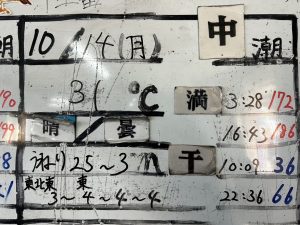 潮 10/14(月) 中 潮
31 ℃ 満 3:28 172
晴/曇 16:43 186
うねり 2.5~3m 干 10:09 36
東北東 東
3~4~4~4 22:36 66